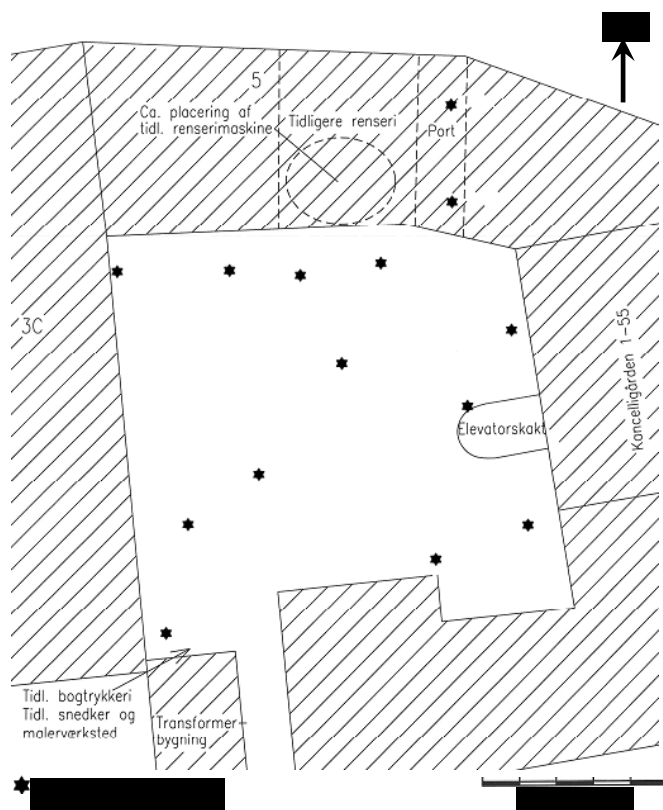 5
Ca. placering af
tidl. renserimaskine
Tidligere renseri
Port
3C
Kancelligården 1-55
Elevatorskakt
Tidl. bogtrykkeri
Tidl. snedker og
malerværksted
Transformer-
bygning